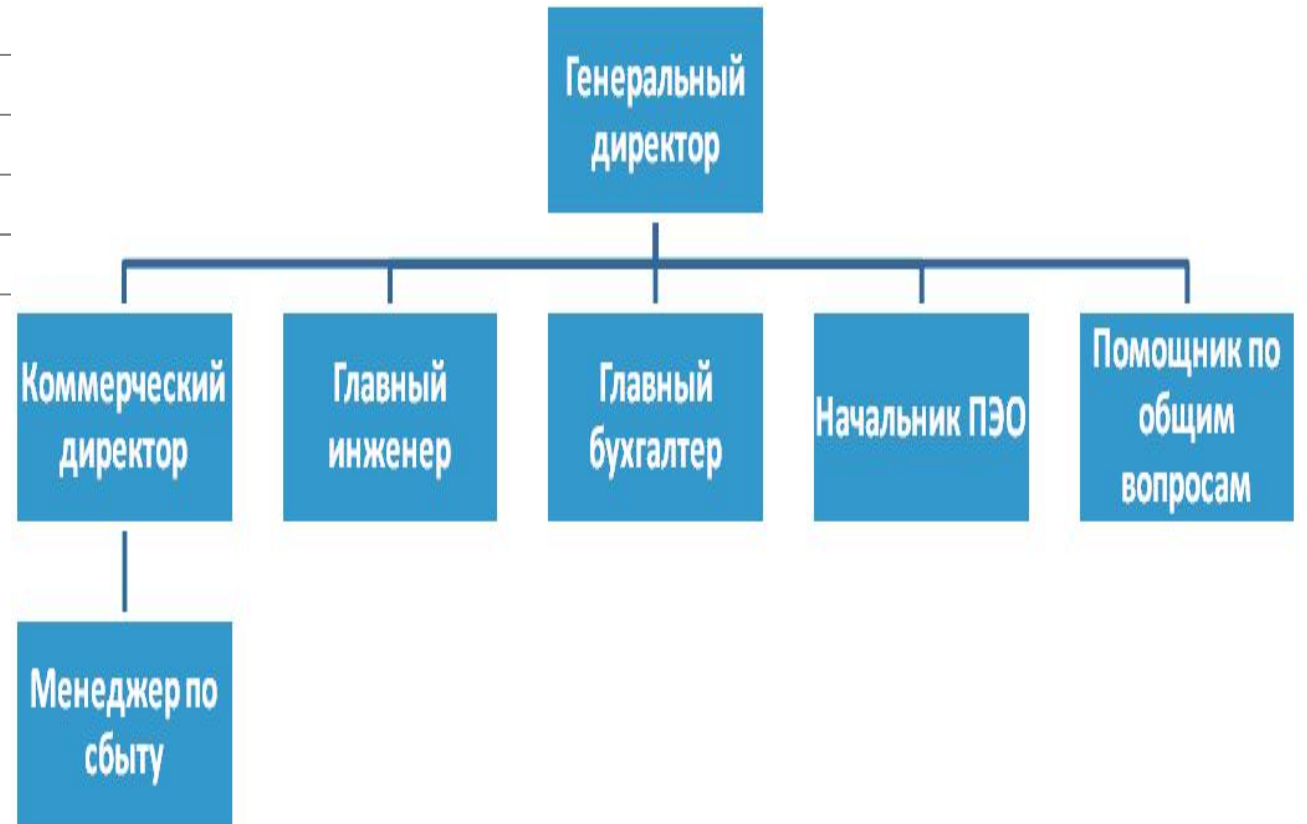 Генеральный
директор
Коммерческий
директор
Главный
инженер
Главный
бухгалтер
Начальник ПЭО
Помощник по
общим
вопросам
Менеджер по
сбыту